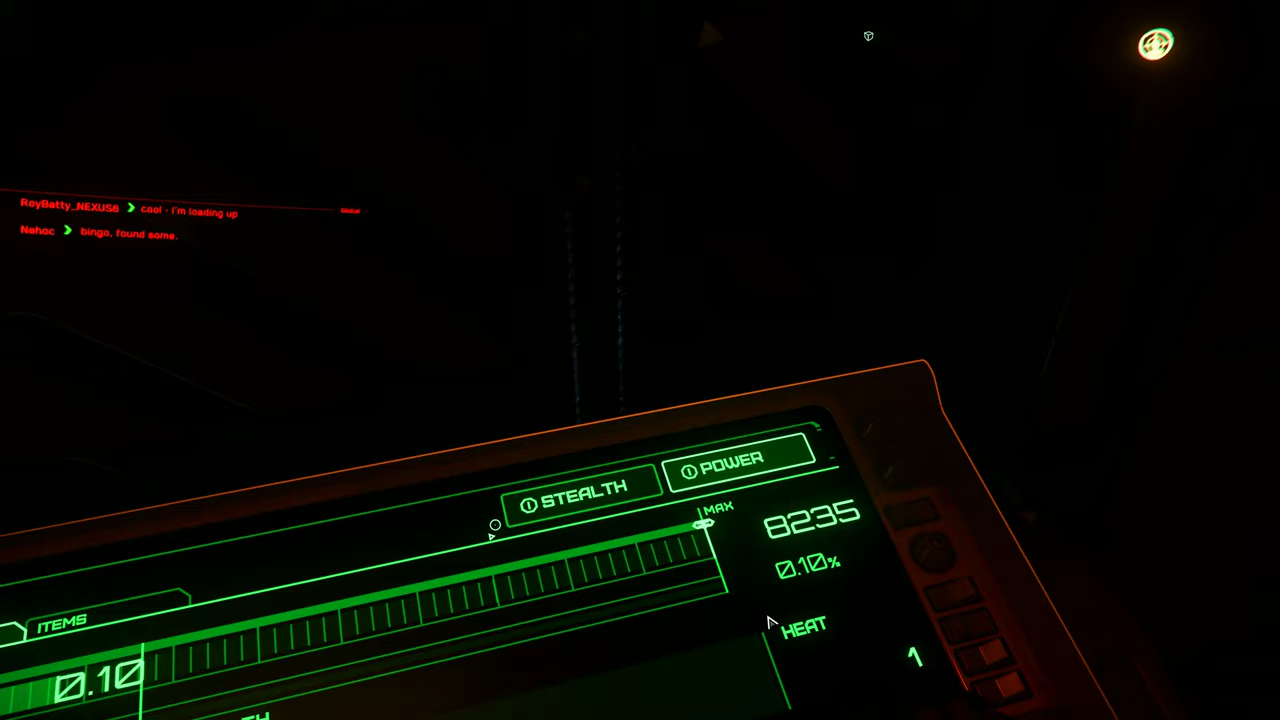 RoyBatty_NEXUS6 > cool - I'm loading up
Global
Nehoc > bingo, found some.
STEALTH
POWER
MAX
8235
0.10%
ITEMS
HEAT
0.10
1